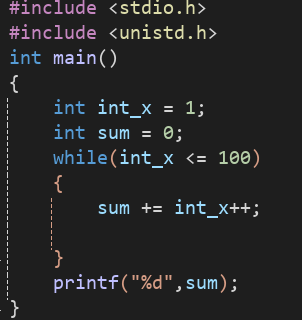 #include <stdio.h>
#include <unistd.h>
int main()
{
    int int_x = 1;
    int sum = 0;
    while(int_x <= 100)
    {
        sum += int_x++;
    }
    printf("%d",sum);
}